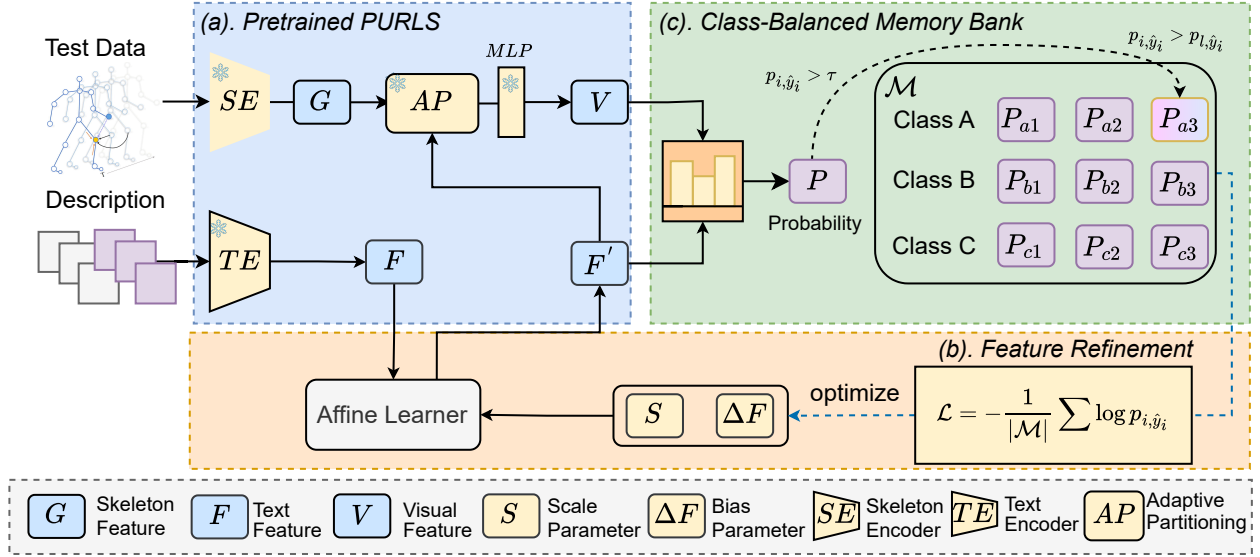 (a). Pretrained PURLS
(c). Class-Balanced Memory Bank
Test Data
SE
G
AP
MLP
V
p_{i,ŷ_i} > τ
p_{i,ŷ_i} > p_{l,ŷ_i}
ℳ
Class A
P_{a1}
P_{a2}
P_{a3}
Class B
P_{b1}
P_{b2}
P_{b3}
Class C
P_{c1}
P_{c2}
P_{c3}
P
Probability
Description
TE
F
F′
(b). Feature Refinement
Affine Learner
S
ΔF
optimize
ℒ = − 1/|ℳ| ∑ log p_{i,ŷ_i}
G
Skeleton
Feature
F
Text
Feature
V
Visual
Feature
S
Scale
Parameter
ΔF
Bias
Parameter
SE
Skeleton
Encoder
TE
Text
Encoder
AP
Adaptive
Partitioning